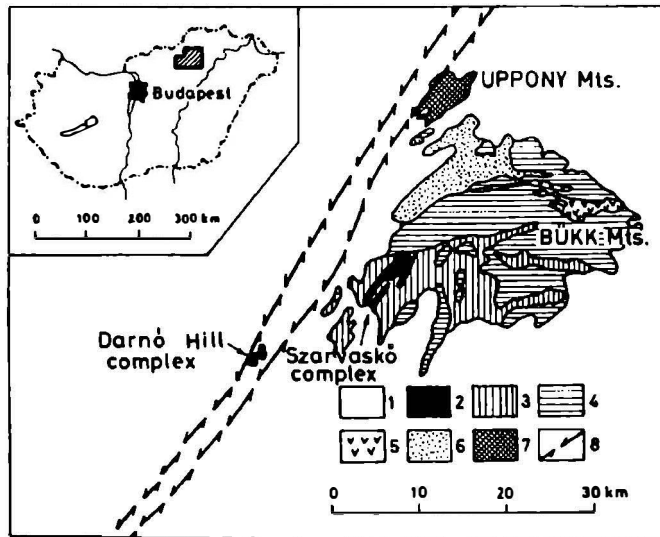 Budapest
0 100 200 300 km
UPPONY Mts.
BÜKK Mts.
Darnó Hill
complex
Szarvaskő
complex
1 2 3 4
5 6 7 8
0 10 20 30 km